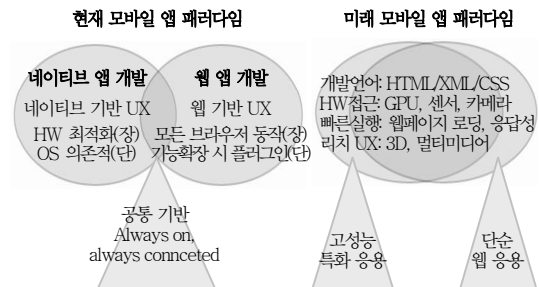 현재 모바일 앱 패러다임
네이티브 앱 개발
네이티브 기반 UX
HW 최적화(장)
OS 의존적(단)
웹 앱 개발
웹 기반 UX
모든 브라우저 동작(장)
기능확장 시 플러그인(단)
공통 기반
Always on,
always connceted
미래 모바일 앱 패러다임
개발언어: HTML/XML/CSS
HW접근: GPU, 센서, 카메라
빠른실행: 웹페이지 로딩, 응답성
리치 UX: 3D, 멀티미디어
고성능
특화 응용
단순
웹 응용